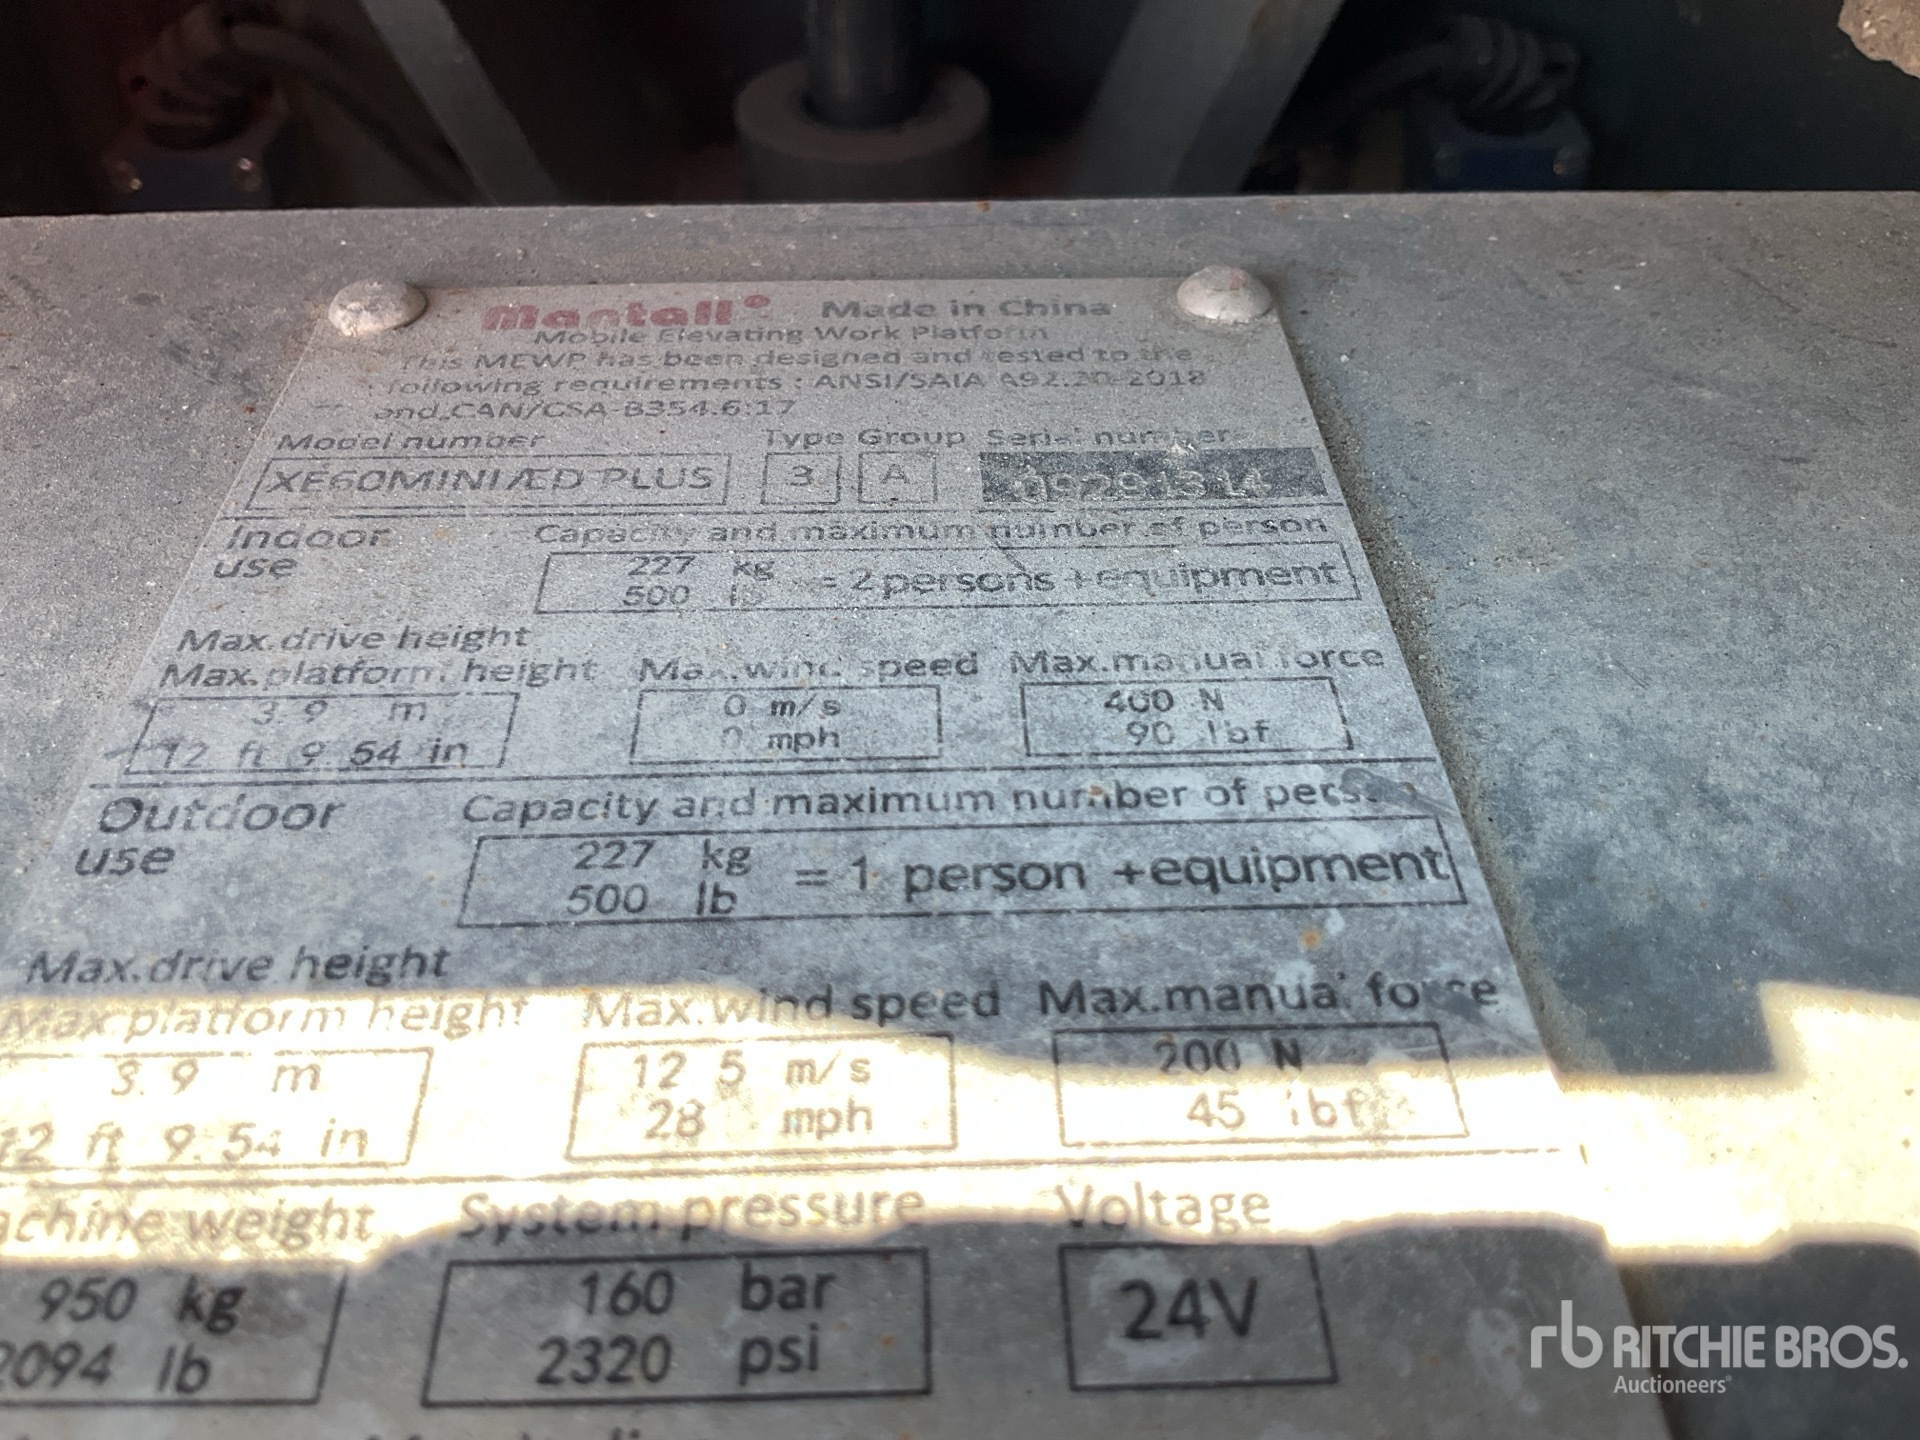 Mantall® Made in China
Mobile Elevating Work Platform
This MEWP has been designed and tested to the
following requirements : ANSI/SAIA A92.20-2018
and CAN/CSA-B354.6:17
Model number Type Group Serial number
XE60MINI/ED PLUS 3 A 09291314
Indoor use Capacity and maximum number of person
227 kg
500 lb
= 2 persons +equipment
Max.drive height
Max.platform height Max.wind speed Max.manual force
3.9 m 0 m/s 400 N
12 ft 9.54 in 0 mph 90 lbf
Outdoor use Capacity and maximum number of person
227 kg
500 lb
= 1 person +equipment
Max.drive height
Max.platform height Max.wind speed Max.manual force
3.9 m 12 5 m/s 200 N
12 ft 9.54 in 28 mph 45 lbf
achine weight System pressure Voltage
950 kg 160 bar 24V
2094 lb 2320 psi
rb RITCHIE BROS.
Auctioneers